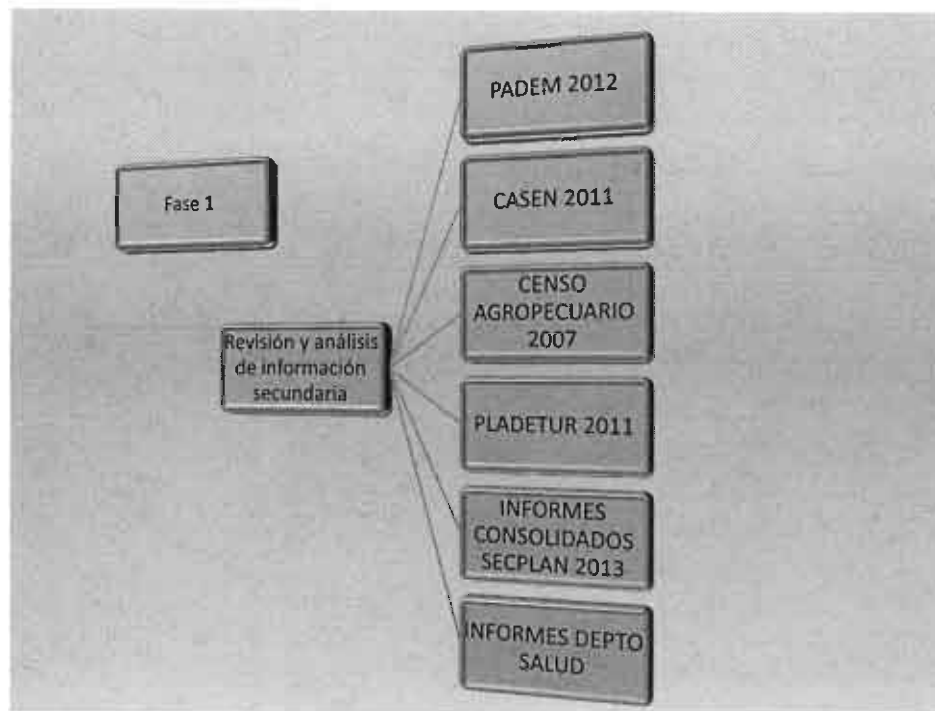 Fase 1
Revisión y análisis
de información
secundaria
PADEM 2012
CASEN 2011
CENSO
AGROPECUARIO
2007
PLADETUR 2011
INFORMES
CONSOLIDADOS
SECPLAN 2013
INFORMES DEPTO
SALUD